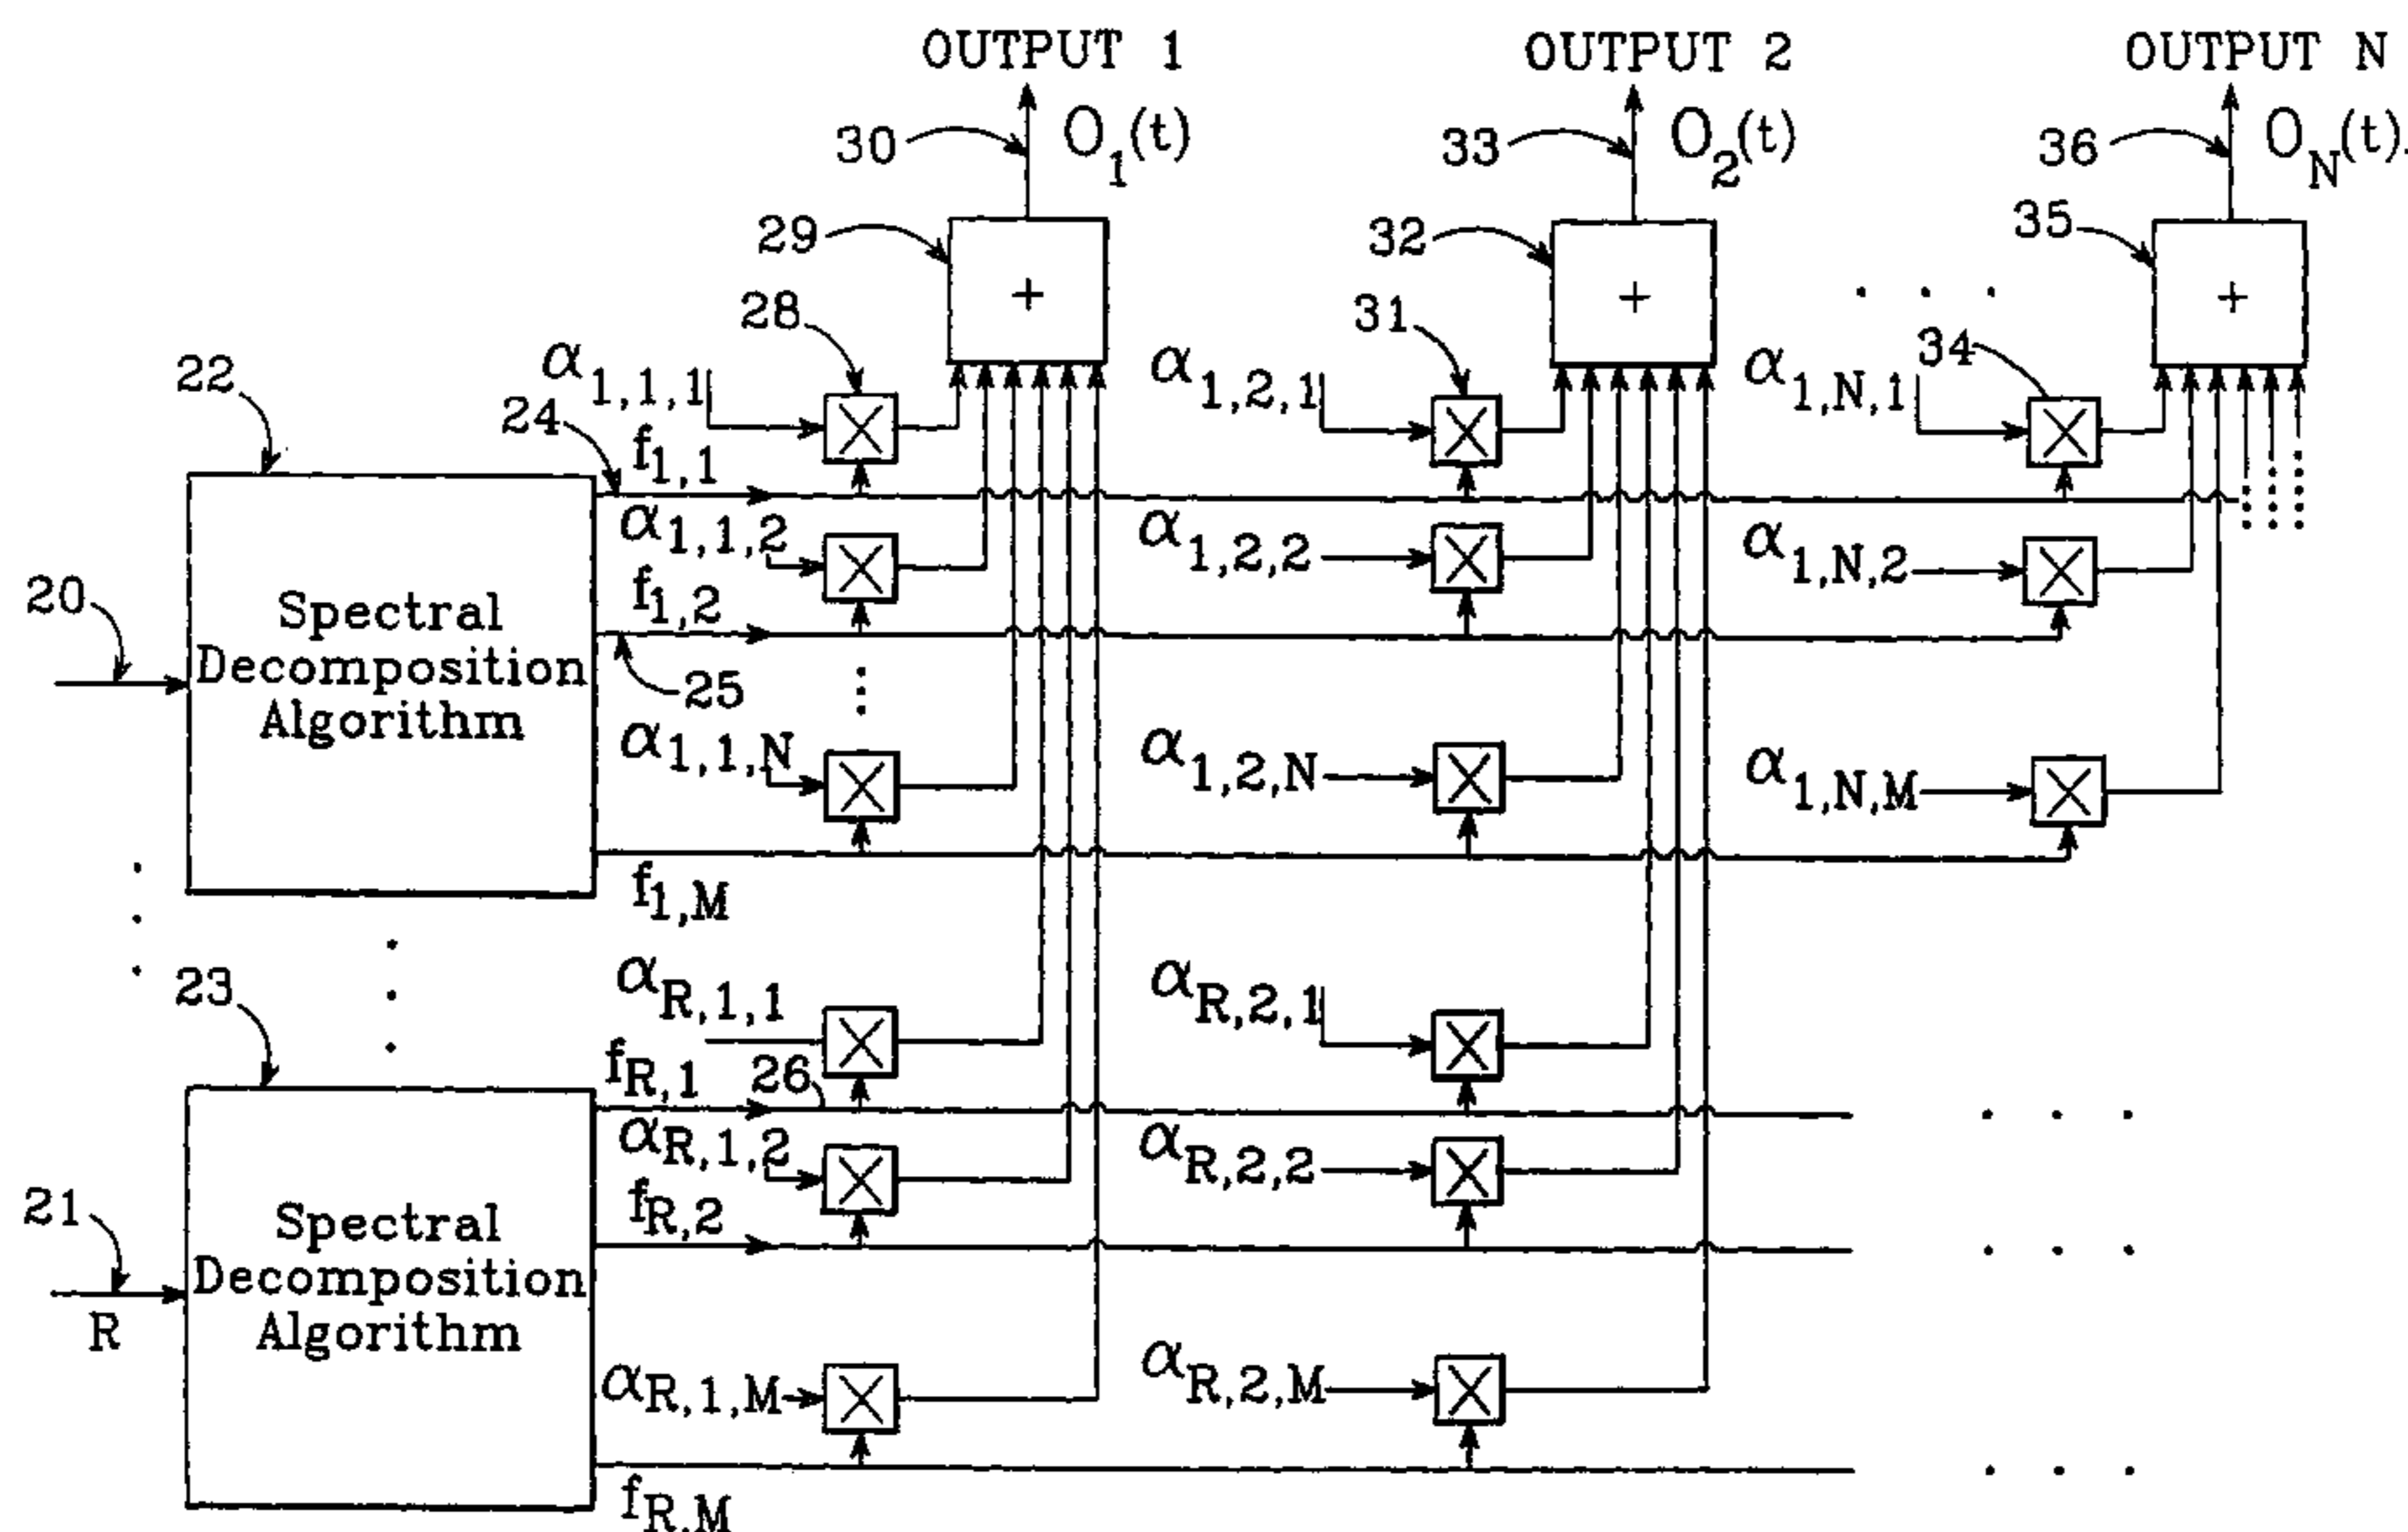 OUTPUT 1
OUTPUT 2
OUTPUT N
30
O1(t)
33
O2(t)
36
ON(t).
29
+
32
+
35
+
28
31
34
22
24
α1,1,1
α1,2,1
α1,N,1
f1,1
α1,1,2
α1,2,2
α1,N,2
20
Spectral
Decomposition
Algorithm
f1,2
25
α1,1,N
α1,2,N
α1,N,M
f1,M
23
αR,1,1
αR,2,1
fR,1
26
αR,1,2
αR,2,2
21
R
Spectral
Decomposition
Algorithm
fR,2
αR,1,M
αR,2,M
fR,M